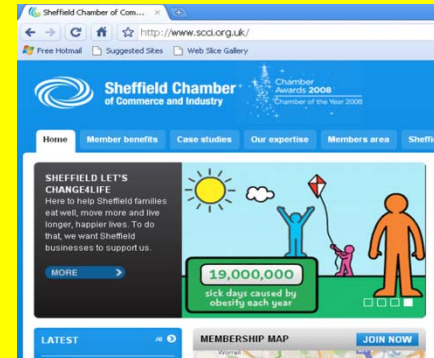 Sheffield Chamber of Com... ×
http://www.scci.org.uk/
Free Hotmail Suggested Sites Web Slice Gallery
Sheffield Chamber
of Commerce and Industry
Chamber
Awards 2008
Chamber of the Year 2008
Home Member benefits Case studies Our expertise Members area Sheffi
SHEFFIELD LET'S
CHANGE4LIFE
Here to help Sheffield families
eat well, move more and live
longer, happier lives. To do
that, we want Sheffield
businesses to support us.
MORE
19,000,000
sick days caused by
obesity each year
LATEST
MEMBERSHIP MAP JOIN NOW
Worrall